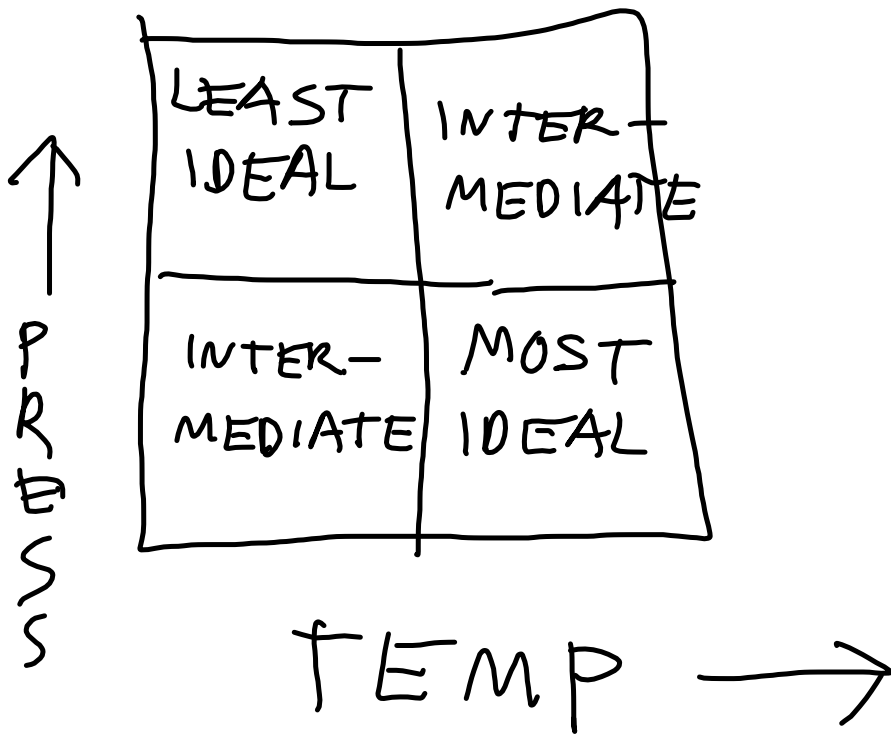 LEAST
IDEAL
INTER-
MEDIATE
INTER-
MEDIATE
MOST
IDEAL
PRESS
TEMP